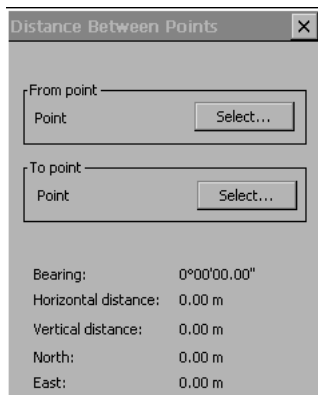 Distance Between Points
From point
Point Select...
To point
Point Select...
Bearing: 0°00'00.00"
Horizontal distance: 0.00 m
Vertical distance: 0.00 m
North: 0.00 m
East: 0.00 m